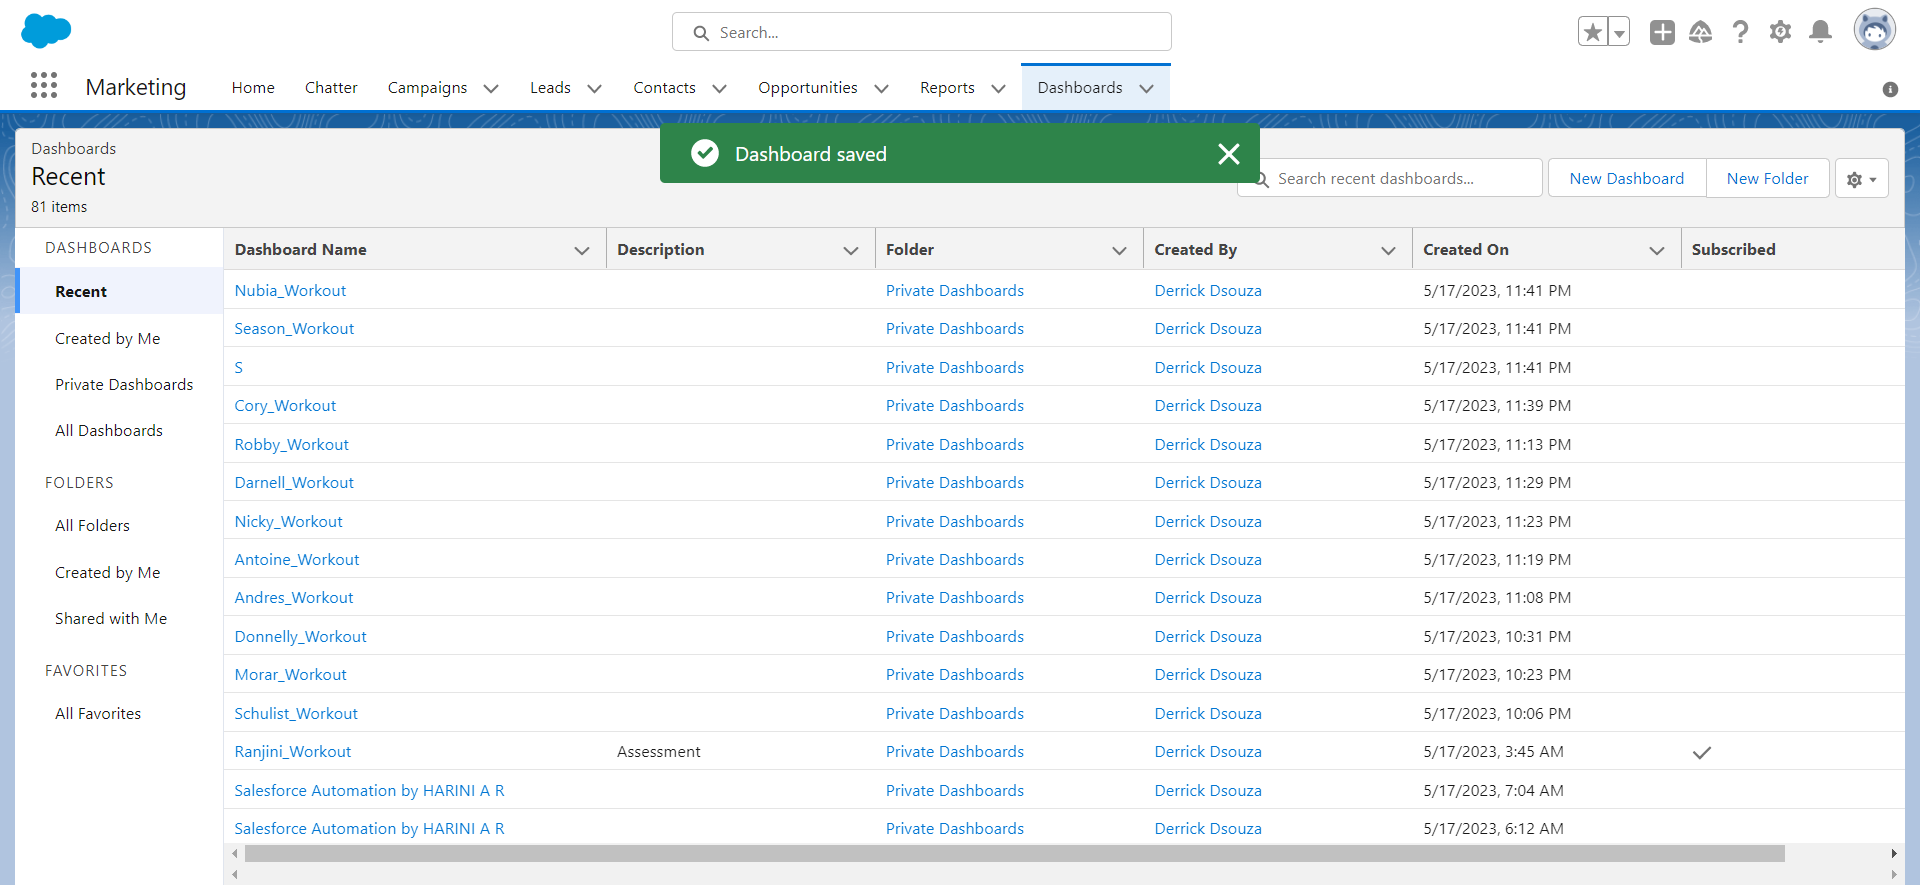 Search...
Marketing
Home
Chatter
Campaigns
Leads
Contacts
Opportunities
Reports
Dashboards
Dashboards
Recent
81 items
Dashboard saved
Search recent dashboards...
New Dashboard
New Folder
DASHBOARDS
Recent
Created by Me
Private Dashboards
All Dashboards
FOLDERS
All Folders
Created by Me
Shared with Me
FAVORITES
All Favorites
Dashboard Name Description Folder Created By Created On Subscribed
Nubia_Workout Private Dashboards Derrick Dsouza 5/17/2023, 11:41 PM
Season_Workout Private Dashboards Derrick Dsouza 5/17/2023, 11:41 PM
S Private Dashboards Derrick Dsouza 5/17/2023, 11:41 PM
Cory_Workout Private Dashboards Derrick Dsouza 5/17/2023, 11:39 PM
Robby_Workout Private Dashboards Derrick Dsouza 5/17/2023, 11:13 PM
Darnell_Workout Private Dashboards Derrick Dsouza 5/17/2023, 11:29 PM
Nicky_Workout Private Dashboards Derrick Dsouza 5/17/2023, 11:23 PM
Antoine_Workout Private Dashboards Derrick Dsouza 5/17/2023, 11:19 PM
Andres_Workout Private Dashboards Derrick Dsouza 5/17/2023, 11:08 PM
Donnelly_Workout Private Dashboards Derrick Dsouza 5/17/2023, 10:31 PM
Morar_Workout Private Dashboards Derrick Dsouza 5/17/2023, 10:23 PM
Schulist_Workout Private Dashboards Derrick Dsouza 5/17/2023, 10:06 PM
Ranjini_Workout Assessment Private Dashboards Derrick Dsouza 5/17/2023, 3:45 AM
Salesforce Automation by HARINI A R Private Dashboards Derrick Dsouza 5/17/2023, 7:04 AM
Salesforce Automation by HARINI A R Private Dashboards Derrick Dsouza 5/17/2023, 6:12 AM